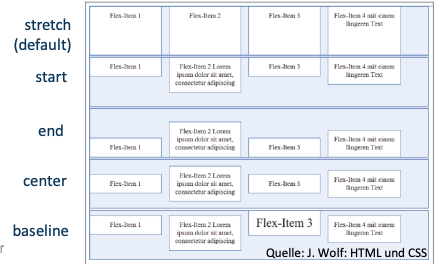 stretch
(default)
Flex-Item 1
Flex-Item 2
Flex-Item 3
Flex-Item 4 mit einem
längeren Text
start
Flex-Item 1
Flex-Item 2 Lorem
ipsum dolor sit amet,
consectetur adipiscing
Flex-Item 3
Flex-Item 4 mit einem
längeren Text
end
Flex-Item 1
Flex-Item 2 Lorem
ipsum dolor sit amet,
consectetur adipiscing
Flex-Item 3
Flex-Item 4 mit einem
längeren Text
center
Flex-Item 1
Flex-Item 2 Lorem
ipsum dolor sit amet,
consectetur adipiscing
Flex-Item 3
Flex-Item 4 mit einem
längeren Text
baseline
Flex-Item 1
Flex-Item 2 Lorem
ipsum dolor sit amet,
consectetur adipiscing
Flex-Item 3
Flex-Item 4 mit einem
längeren Text
r
Quelle: J. Wolf: HTML und CSS